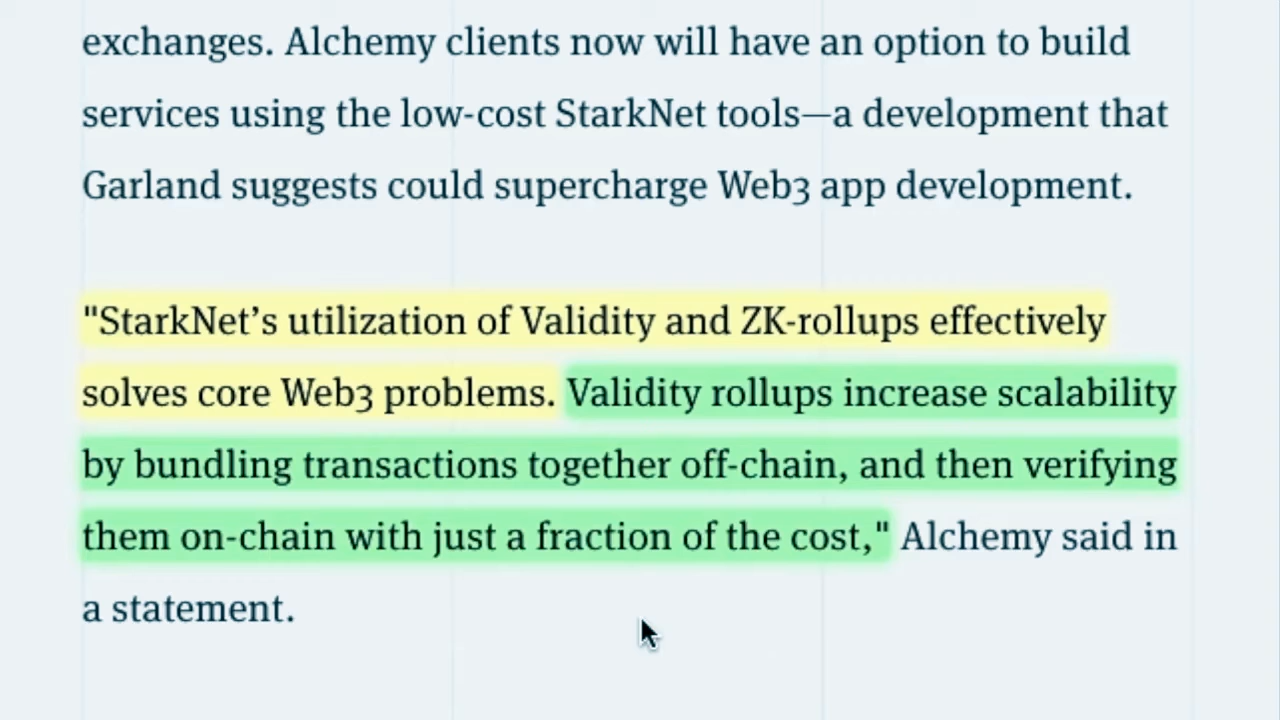 exchanges. Alchemy clients now will have an option to build
services using the low-cost StarkNet tools—a development that
Garland suggests could supercharge Web3 app development.
"StarkNet’s utilization of Validity and ZK-rollups effectively
solves core Web3 problems. Validity rollups increase scalability
by bundling transactions together off-chain, and then verifying
them on-chain with just a fraction of the cost," Alchemy said in
a statement.